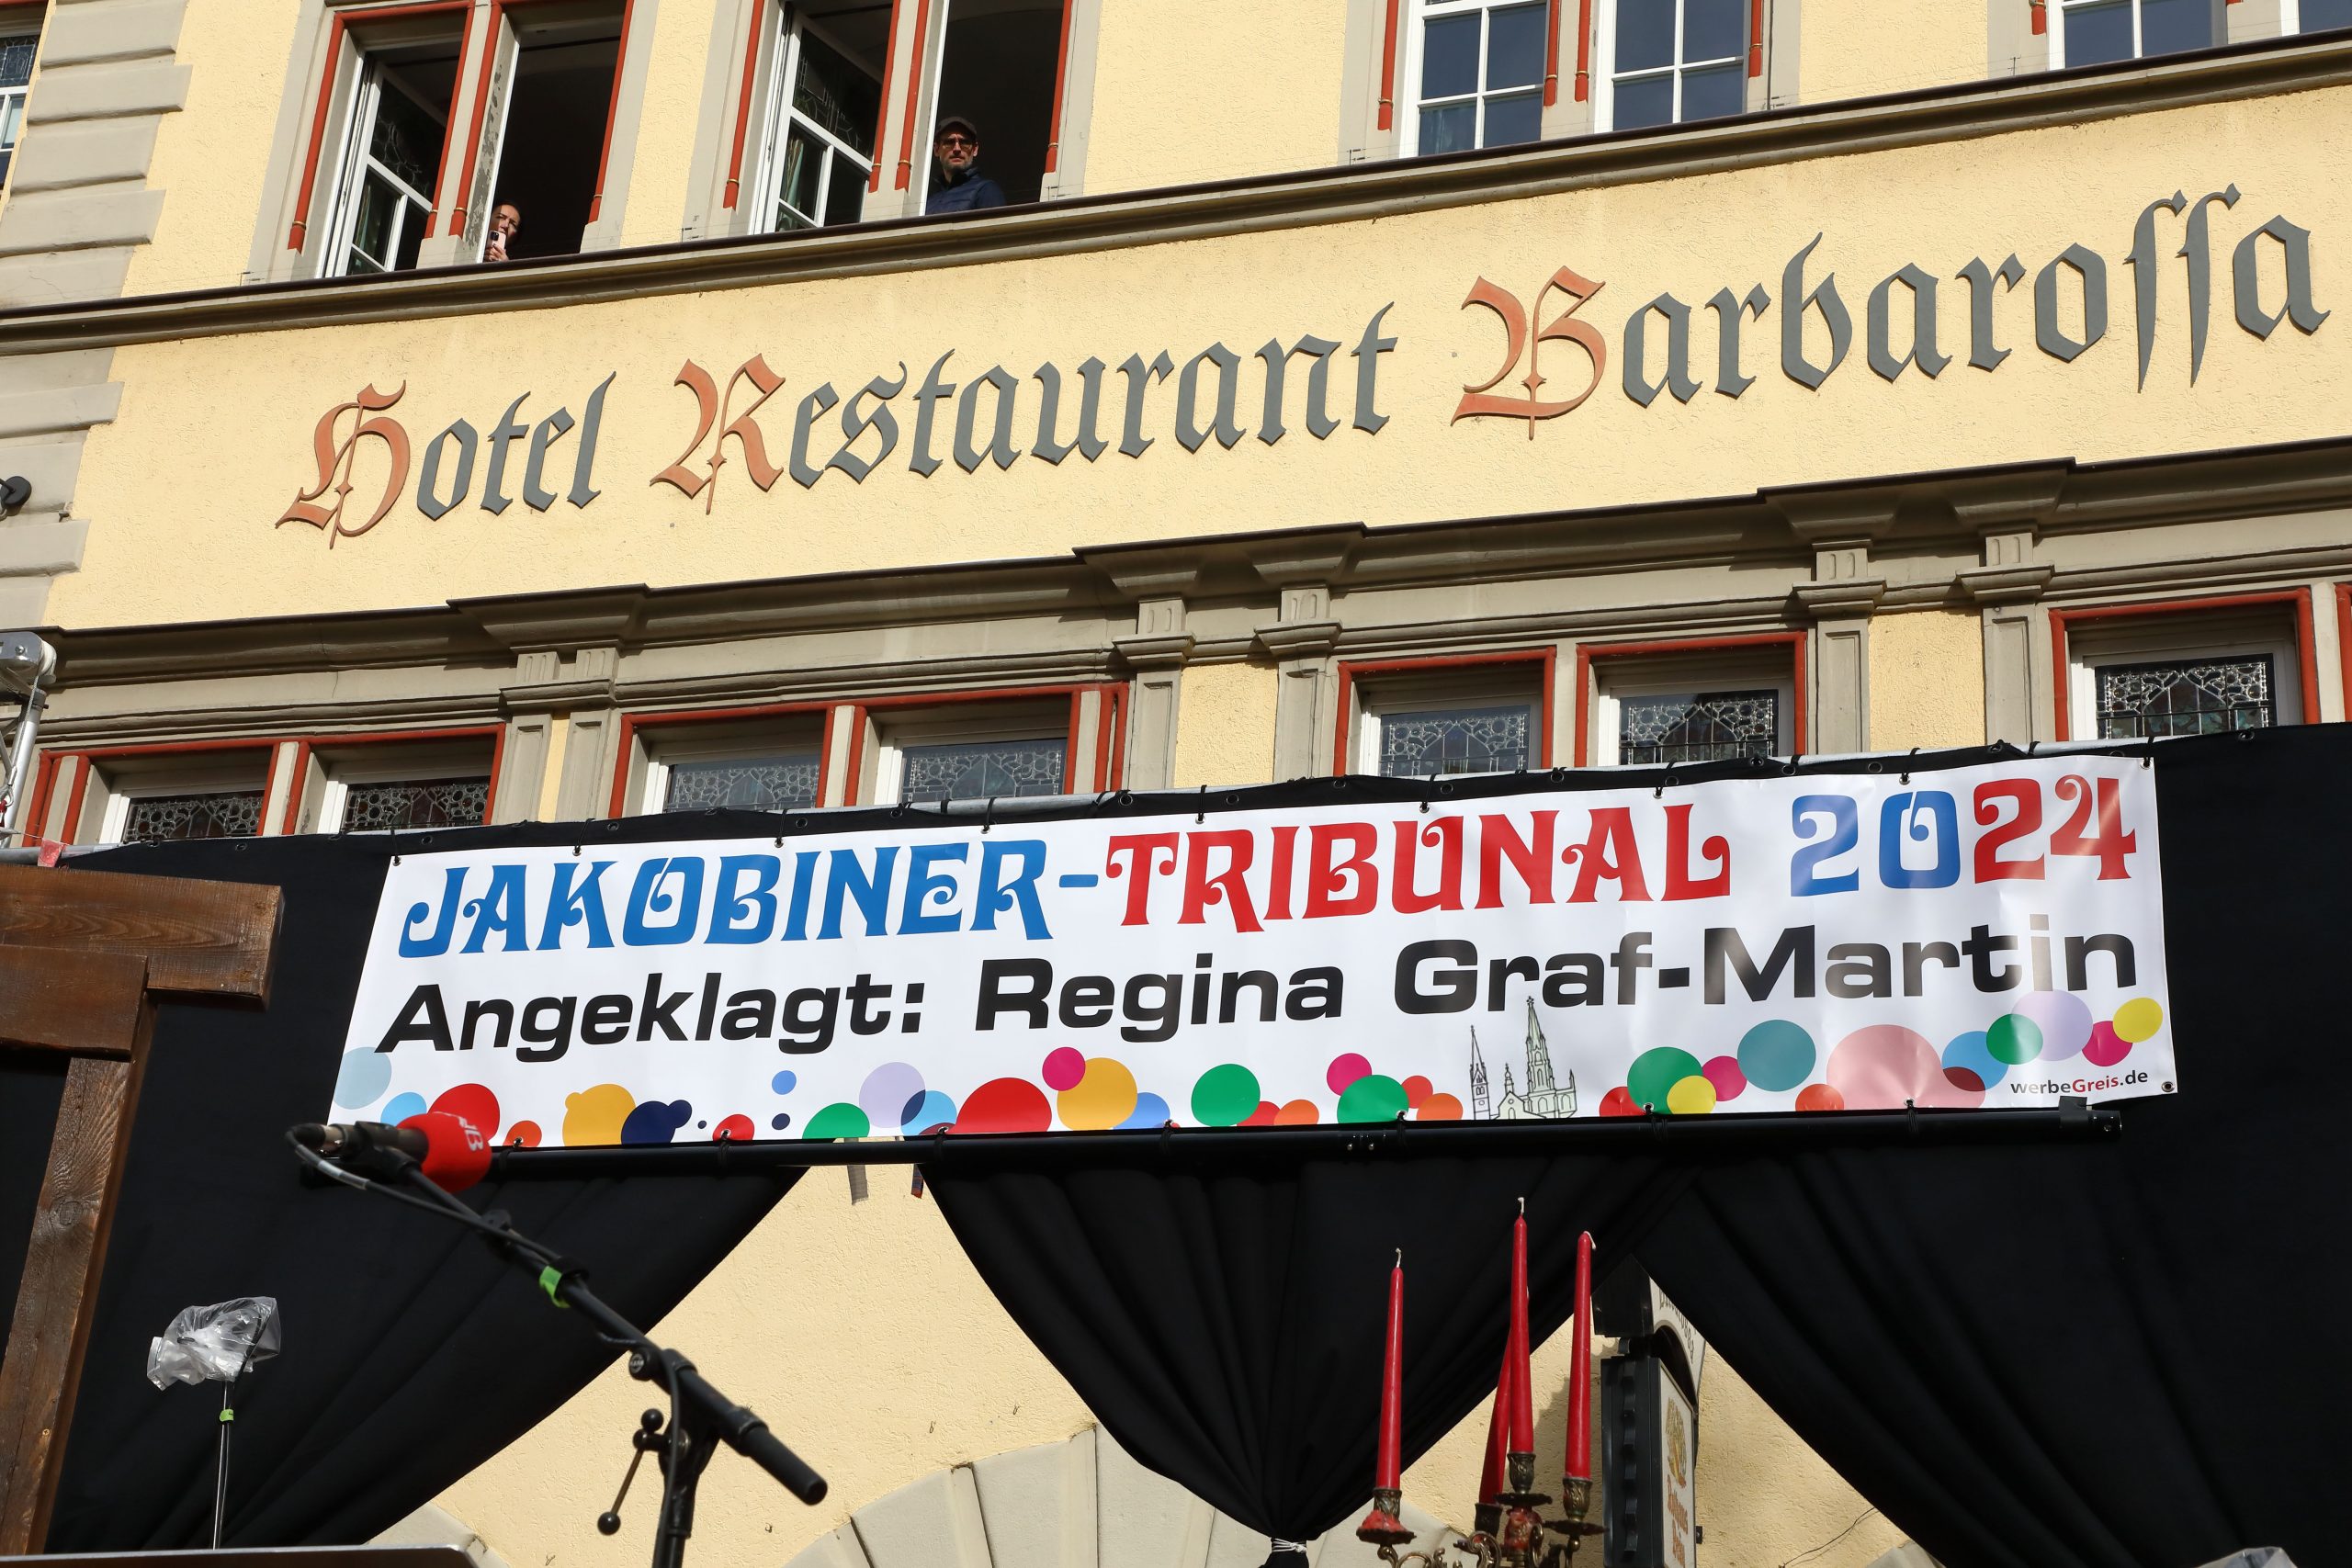 Hotel Restaurant Barbaroſſa
JAKOBINER-TRIBUNAL 2024
Angeklagt: Regina Graf-Martin
werbeGreis.de